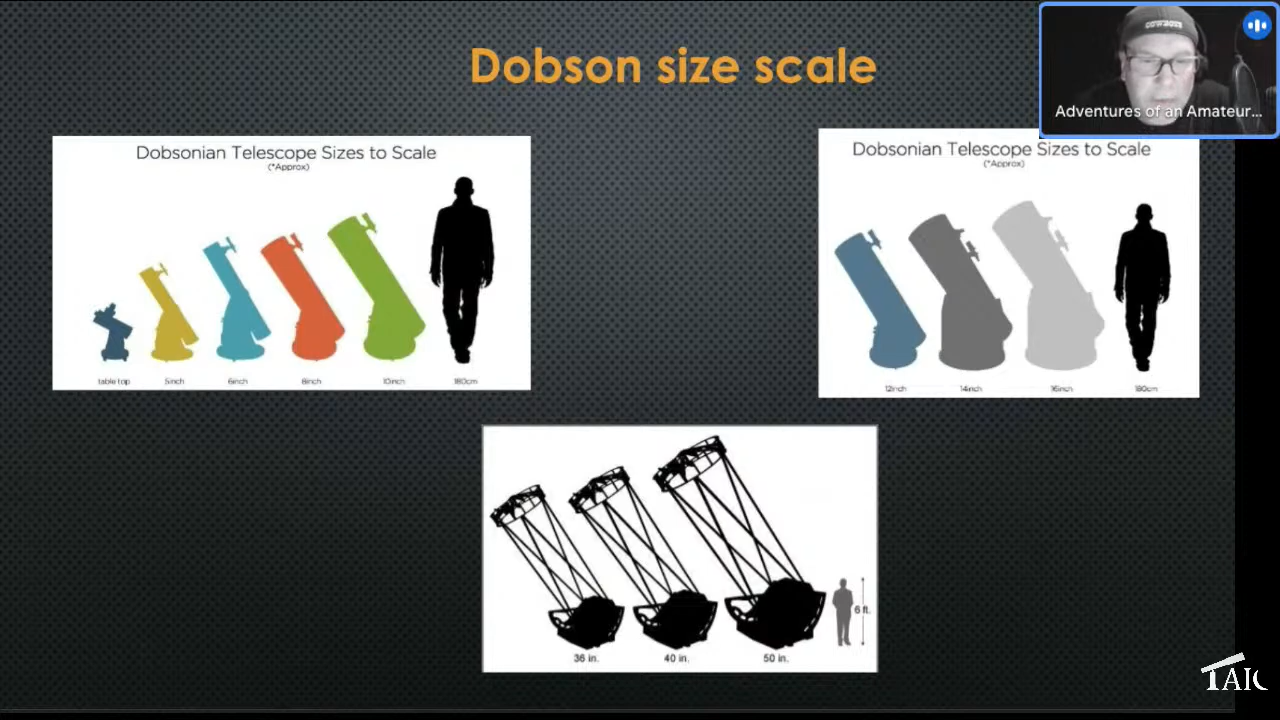 Dobson size scale
COWBOYS
Adventures of an Amateur...
Dobsonian Telescope Sizes to Scale
(*Approx)
table top 5inch 6inch 8inch 10inch 180cm
Dobsonian Telescope Sizes to Scale
(*Approx)
12inch 14inch 16inch 180cm
6 ft.
36 in. 40 in. 50 in.
TAIC